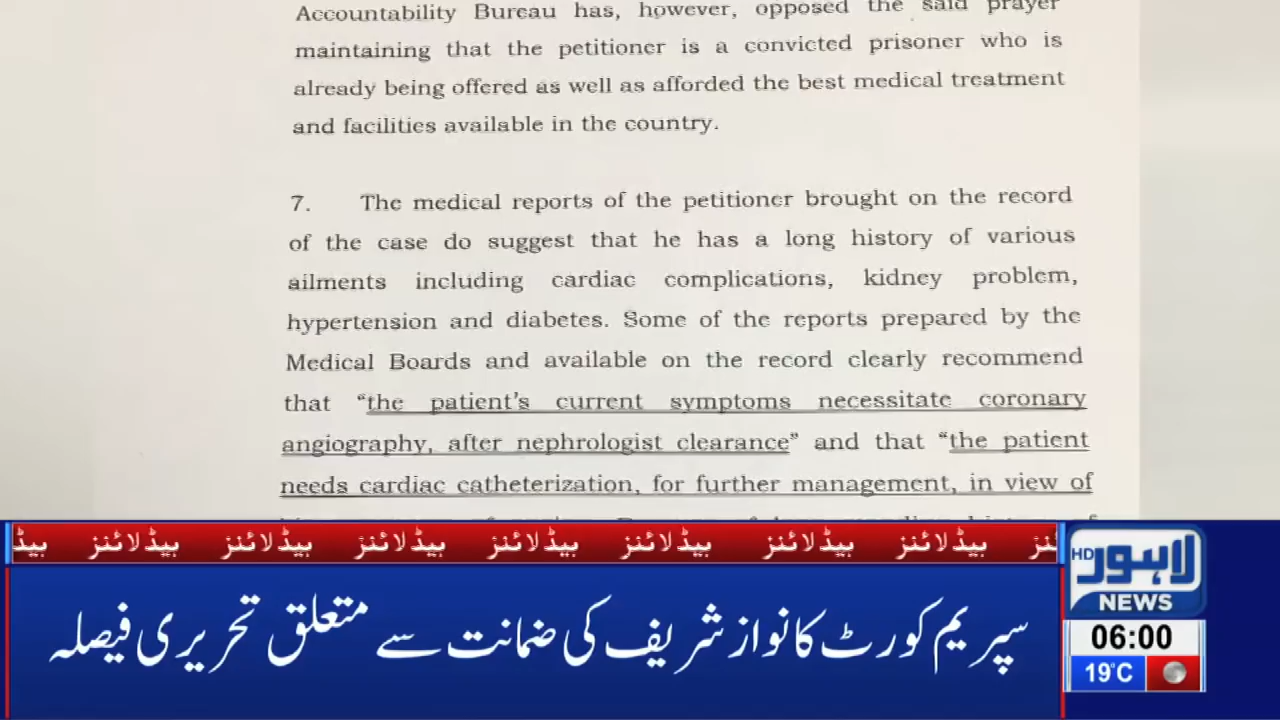 Accountability Bureau has, however, opposed the said prayer
maintaining that the petitioner is a convicted prisoner who is
already being offered as well as afforded the best medical treatment
and facilities available in the country.
7. The medical reports of the petitioner brought on the record
of the case do suggest that he has a long history of various
ailments including cardiac complications, kidney problem,
hypertension and diabetes. Some of the reports prepared by the
Medical Boards and available on the record clearly recommend
that “the patient’s current symptoms necessitate coronary
angiography, after nephrologist clearance” and that “the patient
needs cardiac catheterization, for further management, in view of
ہیڈلائنز ہیڈلائنز ہیڈلائنز ہیڈلائنز ہیڈلائنز ہیڈلائنز ہیڈلائنز
سپریم کورٹ کا نواز شریف کی ضمانت سے متعلق تحریری فیصلہ
HD
لاہور
NEWS
06:00
19°C